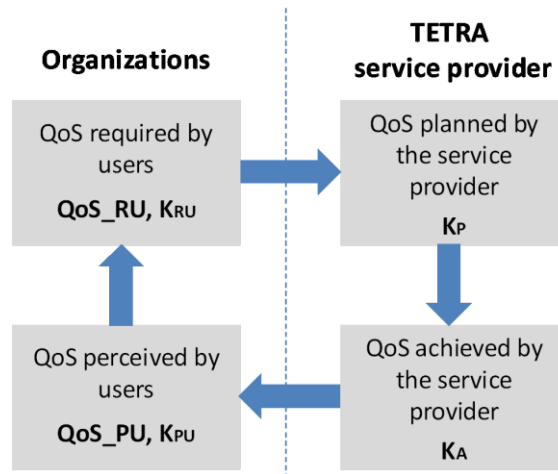 Organizations
TETRA
service provider
QoS required by
users
QoS_RU, KRU
QoS planned by
the service
provider
KP
QoS perceived by
users
QoS_PU, KPU
QoS achieved by
the service
provider
KA